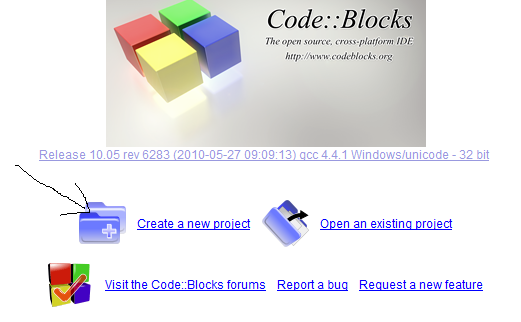 Code::Blocks
The open source, cross-platform IDE
http://www.codeblocks.org
Release 10.05 rev 6283 (2010-05-27 09:09:13) gcc 4.4.1 Windows/unicode - 32 bit
Create a new project Open an existing project
Visit the Code::Blocks forums Report a bug Request a new feature